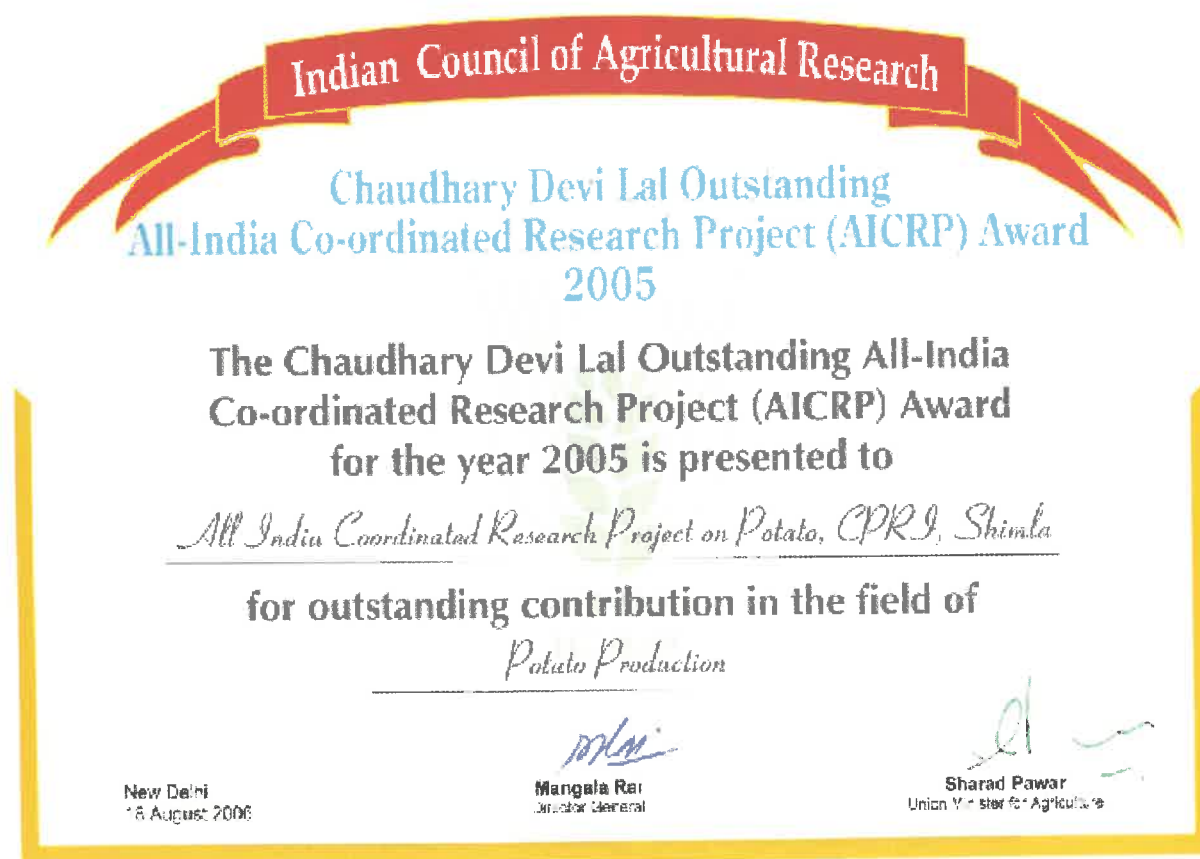 Indian Council of Agricultural Research
Chaudhary Devi Lal Outstanding
All-India Co-ordinated Research Project (AICRP) Award
2005
The Chaudhary Devi Lal Outstanding All-India
Co-ordinated Research Project (AICRP) Award
for the year 2005 is presented to
All India Coordinated Research Project on Potato, CPRI, Shimla
for outstanding contribution in the field of
Potato Production
New Delhi
August 2006
Mangala Rai
Director General
Sharad Pawar
Union Minister for Agriculture